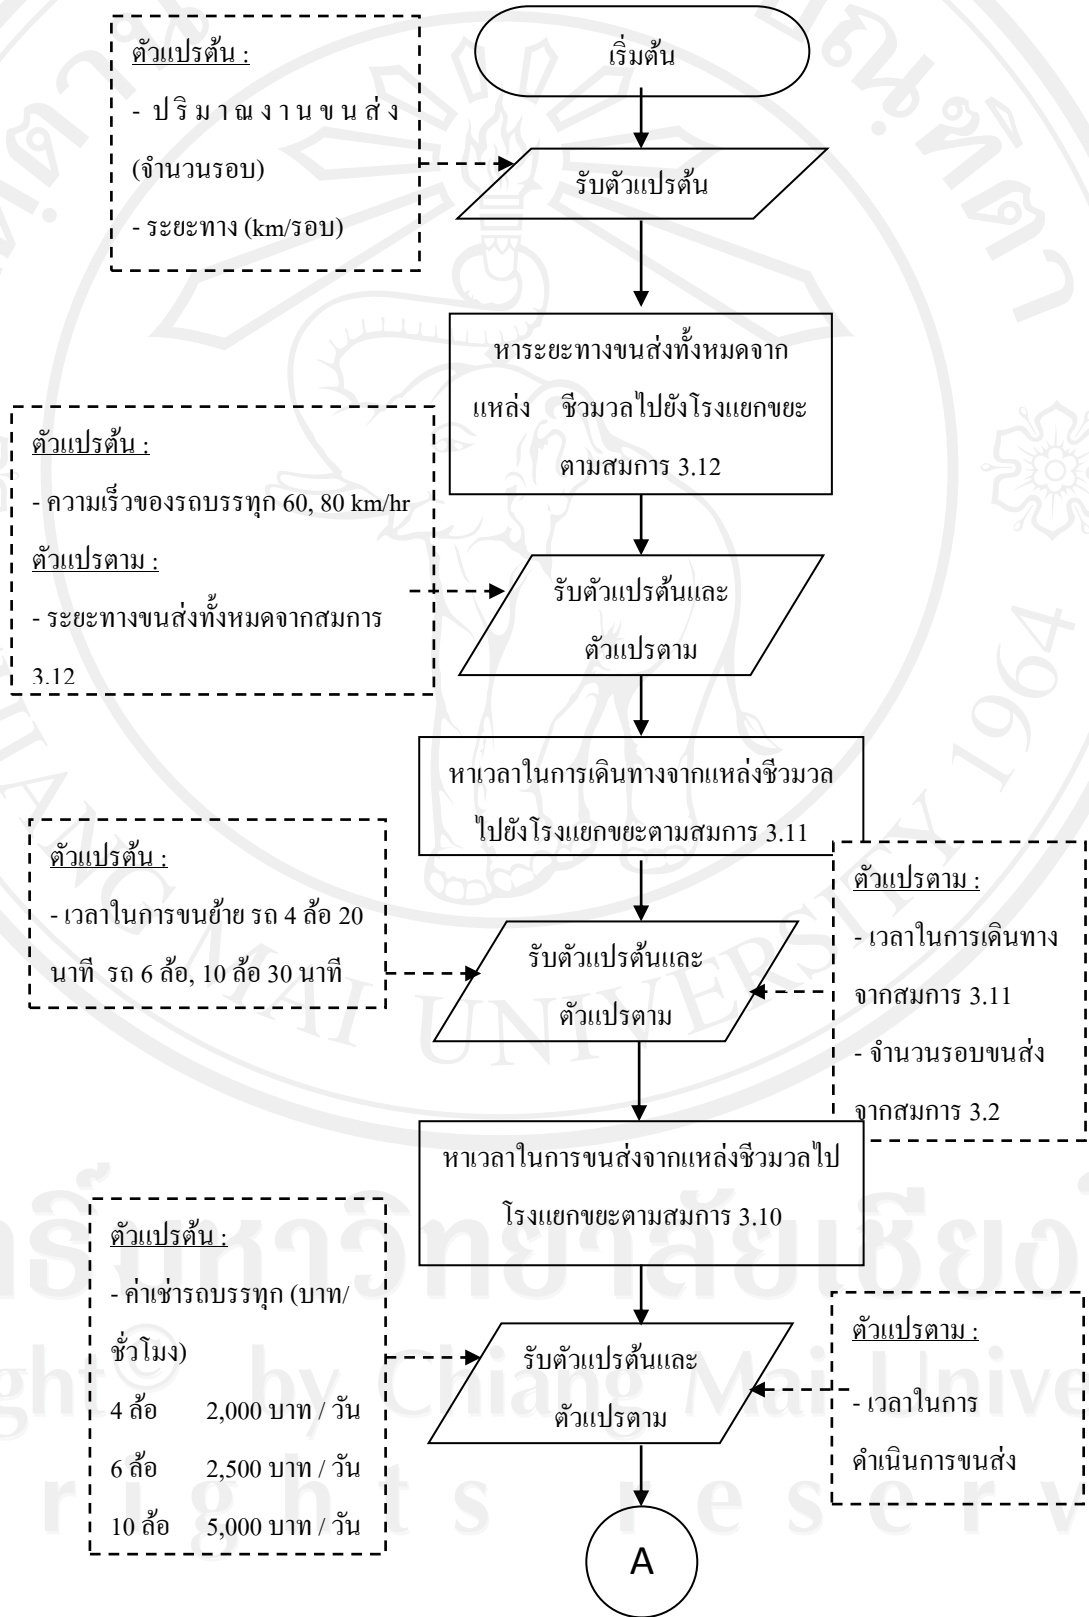 เริ่มต้น
ตัวแปรต้น :
- ปริมาณงานขนส่ง
(จำนวนรอบ)
- ระยะทาง (km/รอบ)
รับตัวแปรต้น
หาระยะทางขนส่งทั้งหมดจาก
แหล่ง ชีวมวลไปยังโรงแยกขยะ
ตามสมการ 3.12
ตัวแปรต้น :
- ความเร็วของรถบรรทุก 60, 80 km/hr
ตัวแปรตาม :
- ระยะทางขนส่งทั้งหมดจากสมการ
3.12
รับตัวแปรต้นและ
ตัวแปรตาม
หาเวลาในการเดินทางจากแหล่งชีวมวล
ไปยังโรงแยกขยะตามสมการ 3.11
ตัวแปรต้น :
- เวลาในการขนย้าย รถ 4 ล้อ 20
นาที รถ 6 ล้อ, 10 ล้อ 30 นาที
รับตัวแปรต้นและ
ตัวแปรตาม
ตัวแปรตาม :
- เวลาในการเดินทาง
จากสมการ 3.11
- จำนวนรอบขนส่ง
จากสมการ 3.2
หาเวลาในการขนส่งจากแหล่งชีวมวลไป
โรงแยกขยะตามสมการ 3.10
ตัวแปรต้น :
- ค่าเช่ารถบรรทุก (บาท/
ชั่วโมง)
4 ล้อ 2,000 บาท / วัน
6 ล้อ 2,500 บาท / วัน
10 ล้อ 5,000 บาท / วัน
รับตัวแปรต้นและ
ตัวแปรตาม
ตัวแปรตาม :
- เวลาในการ
ดำเนินการขนส่ง
A